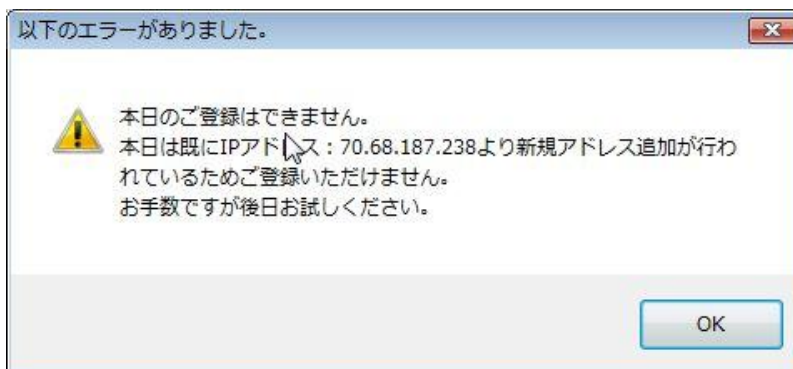 以下のエラーがありました。
本日のご登録はできません。
本日は既にIPアドレス：70.68.187.238より新規アドレス追加が行わ
れているためご登録いただけません。
お手数ですが後日お試しください。
OK